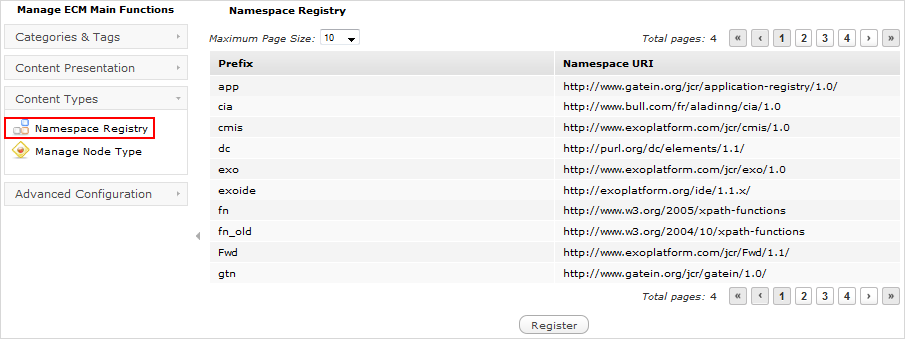 Manage ECM Main Functions
Categories & Tags
Content Presentation
Content Types
Namespace Registry
Manage Node Type
Advanced Configuration
Namespace Registry
Maximum Page Size: 10
Total pages: 4 « ‹ 1 2 3 4 › »
Prefix Namespace URI
app http://www.gatein.org/jcr/application-registry/1.0/
cia http://www.bull.com/fr/aladinng/cia/1.0
cmis http://www.exoplatform.com/jcr/cmis/1.0
dc http://purl.org/dc/elements/1.1/
exo http://www.exoplatform.com/jcr/exo/1.0
exoide http://exoplatform.org/ide/1.1.x/
fn http://www.w3.org/2005/xpath-functions
fn_old http://www.w3.org/2004/10/xpath-functions
Fwd http://www.exoplatform.com/jcr/Fwd/1.1/
gtn http://www.gatein.org/jcr/gatein/1.0/
Total pages: 4 « ‹ 1 2 3 4 › »
Register